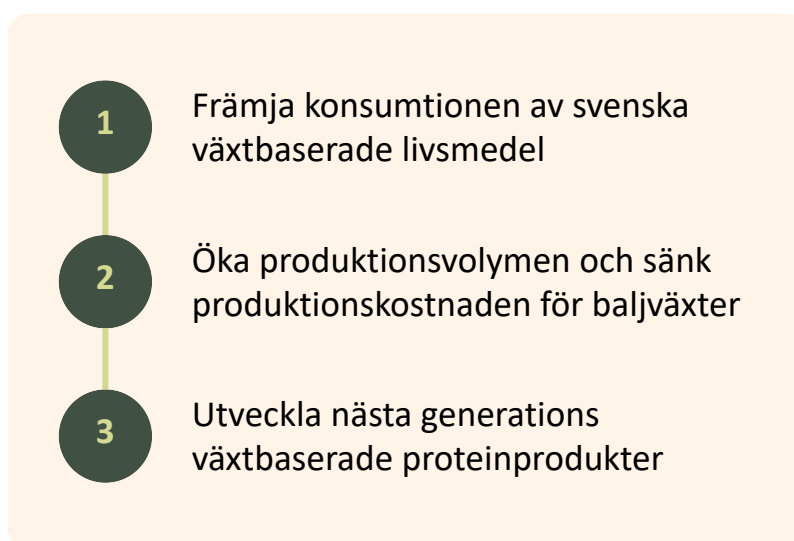 1
Främja konsumtionen av svenska
växtbaserade livsmedel
2
Öka produktionsvolymen och sänk
produktionskostnaden för baljväxter
3
Utveckla nästa generations
växtbaserade proteinprodukter